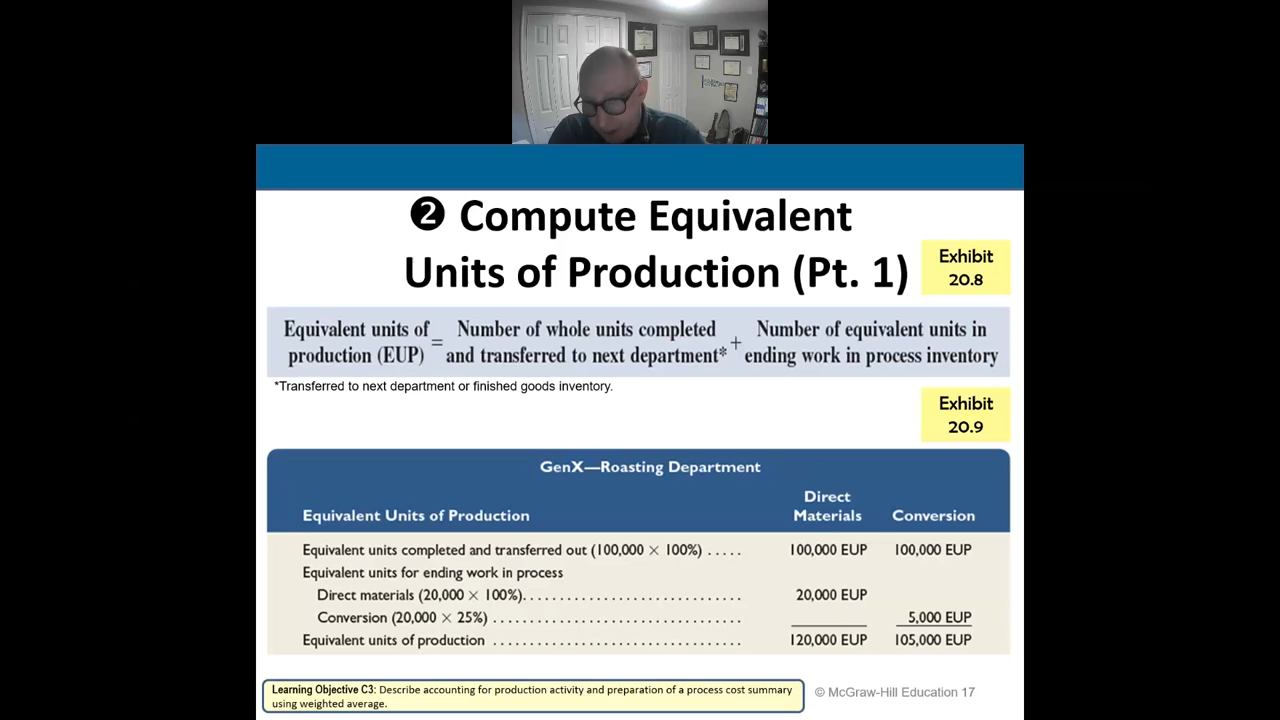 ❷ Compute Equivalent
Units of Production (Pt. 1)
Exhibit
20.8
Equivalent units of production (EUP) = Number of whole units completed and transferred to next department* + Number of equivalent units in ending work in process inventory
*Transferred to next department or finished goods inventory.
Exhibit
20.9
GenX—Roasting Department
Equivalent Units of Production
Direct
Materials
Conversion
Equivalent units completed and transferred out (100,000 × 100%) ..... 100,000 EUP 100,000 EUP
Equivalent units for ending work in process
Direct materials (20,000 × 100%)........................................ 20,000 EUP
Conversion (20,000 × 25%) ............................................. 5,000 EUP
Equivalent units of production ............................................. 120,000 EUP 105,000 EUP
Learning Objective C3: Describe accounting for production activity and preparation of a process cost summary
using weighted average.
© McGraw-Hill Education 17